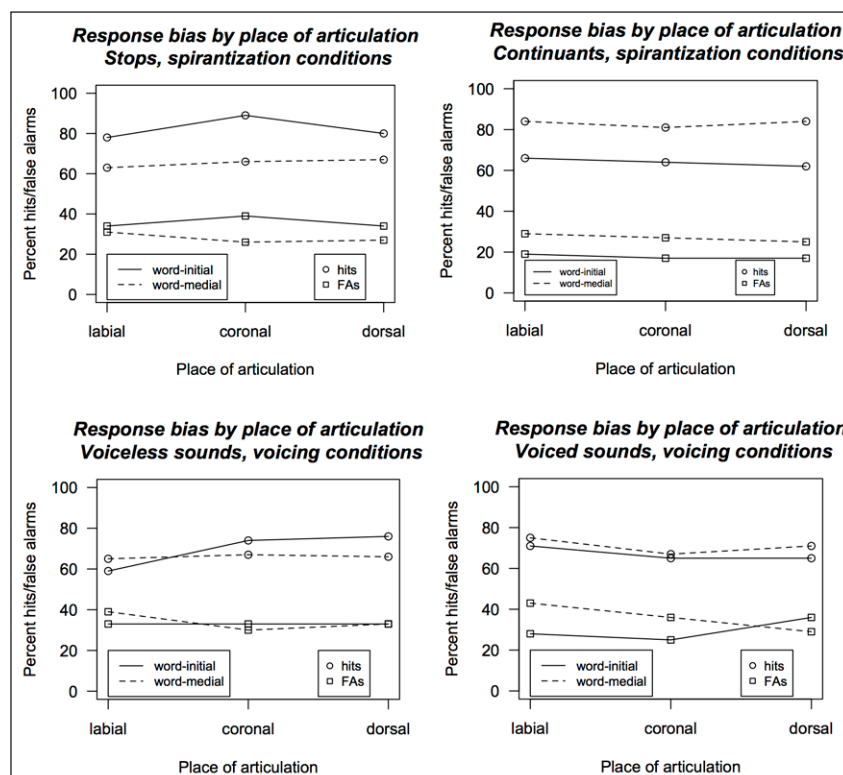 Response bias by place of articulation
Stops, spirantization conditions
Percent hits/false alarms
100
80
60
40
20
0
word-initial
word-medial
hits
FAs
labial
coronal
dorsal
Place of articulation
Response bias by place of articulation
Continuants, spirantization conditions
Percent hits/false alarms
100
80
60
40
20
0
word-initial
word-medial
hits
FAs
labial
coronal
dorsal
Place of articulation
Response bias by place of articulation
Voiceless sounds, voicing conditions
Percent hits/false alarms
100
80
60
40
20
0
word-initial
word-medial
hits
FAs
labial
coronal
dorsal
Place of articulation
Response bias by place of articulation
Voiced sounds, voicing conditions
Percent hits/false alarms
100
80
60
40
20
0
word-initial
word-medial
hits
FAs
labial
coronal
dorsal
Place of articulation